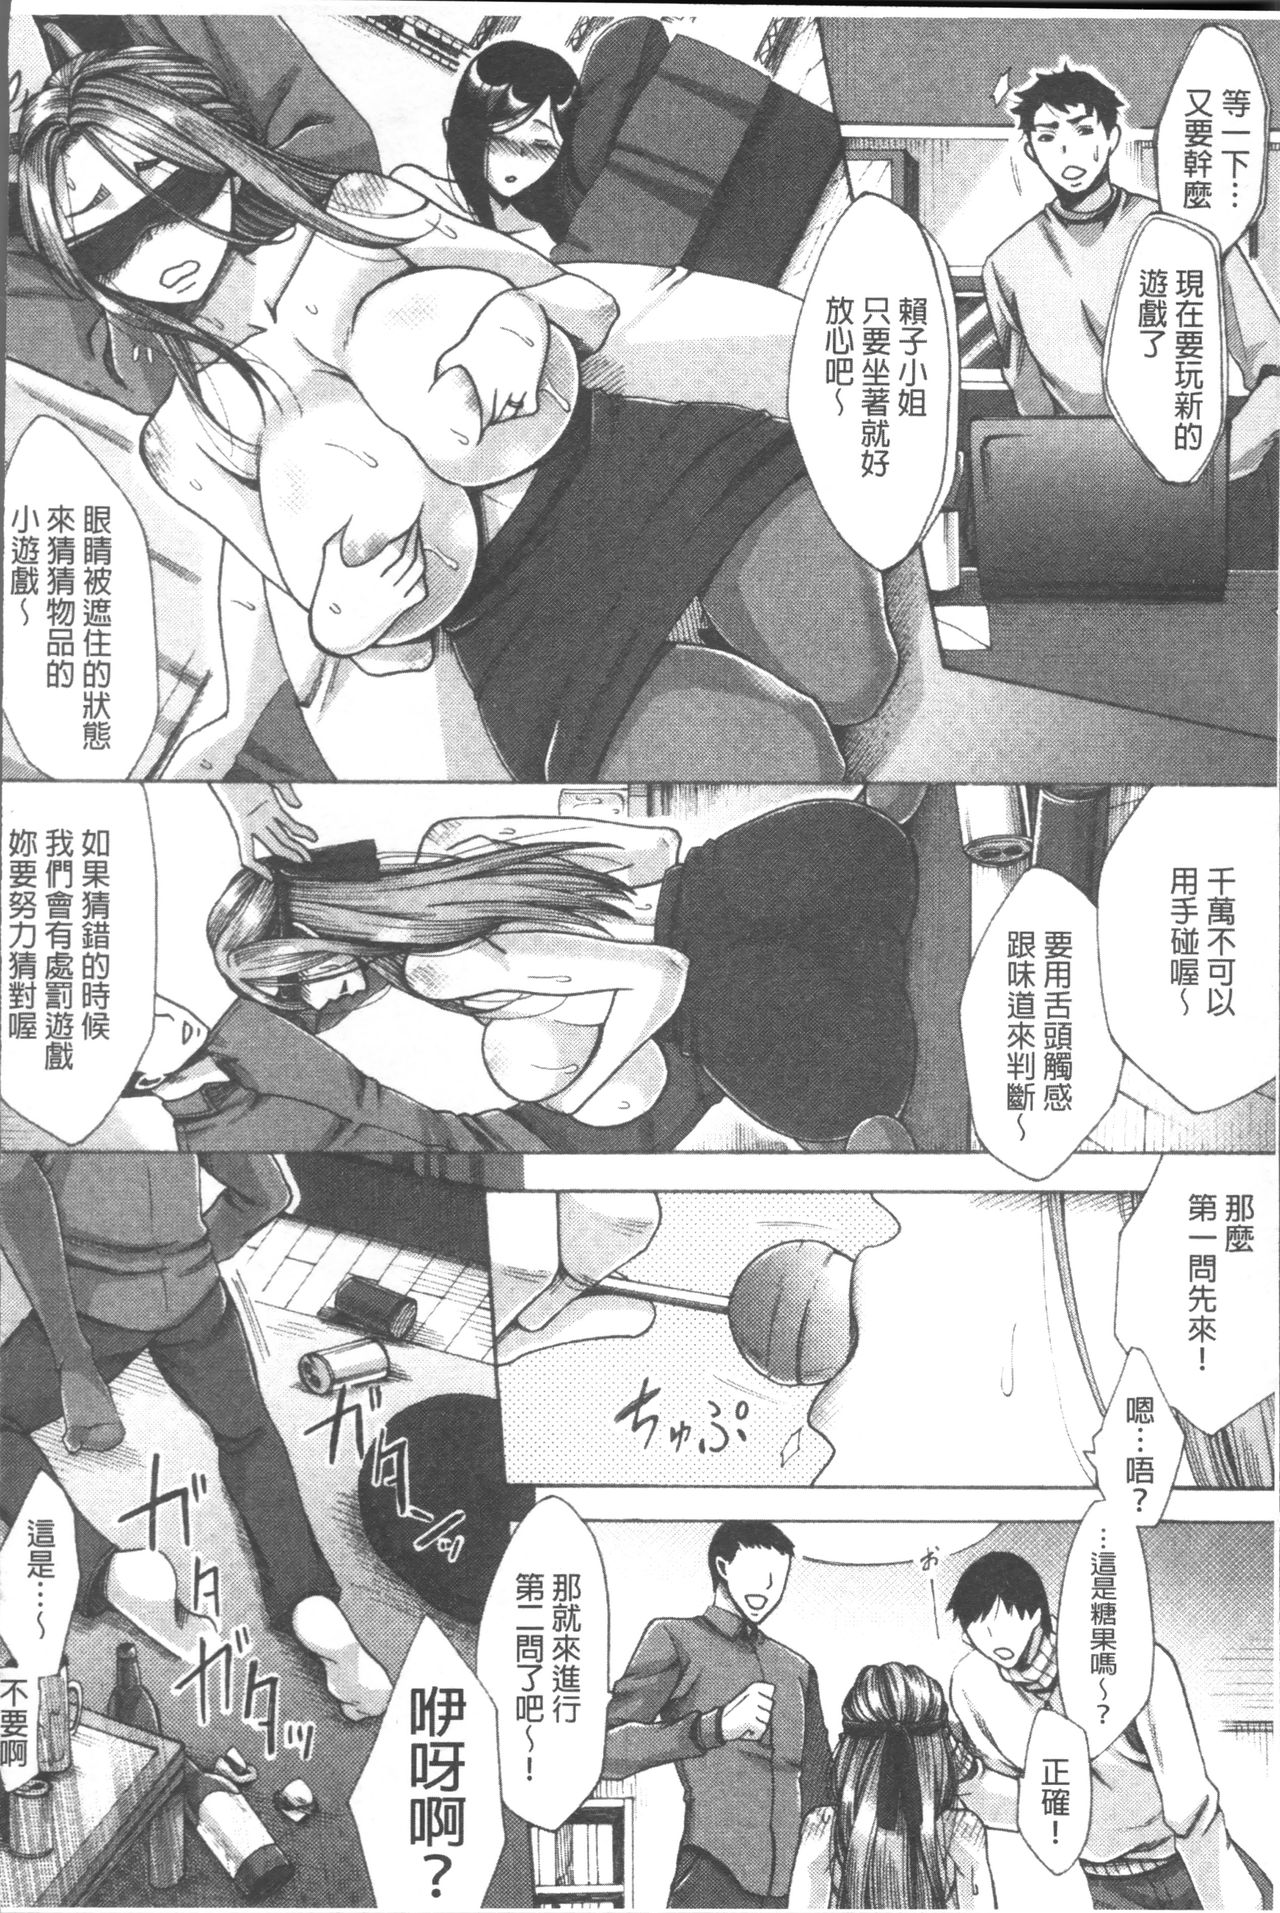 等一下…
又要幹麼
現在要玩新的
遊戲了
賴子小姐
只要坐著就好
放心吧～
眼睛被遮住的狀態
來猜猜物品的
小遊戲～
千萬不可以
用手碰喔～
要用舌頭觸感
跟味道來判斷～
如果猜錯的時候
我們會有處罰遊戲
妳要努力猜對喔
那麼
第一問先來！
ちゅぷ
嗯…唔？
…這是糖果嗎～？
お
正確！
那就來進行
第二問了吧～！
ガタッ
ガタ
ガタ
咿呀啊？
這是…～
不要啊